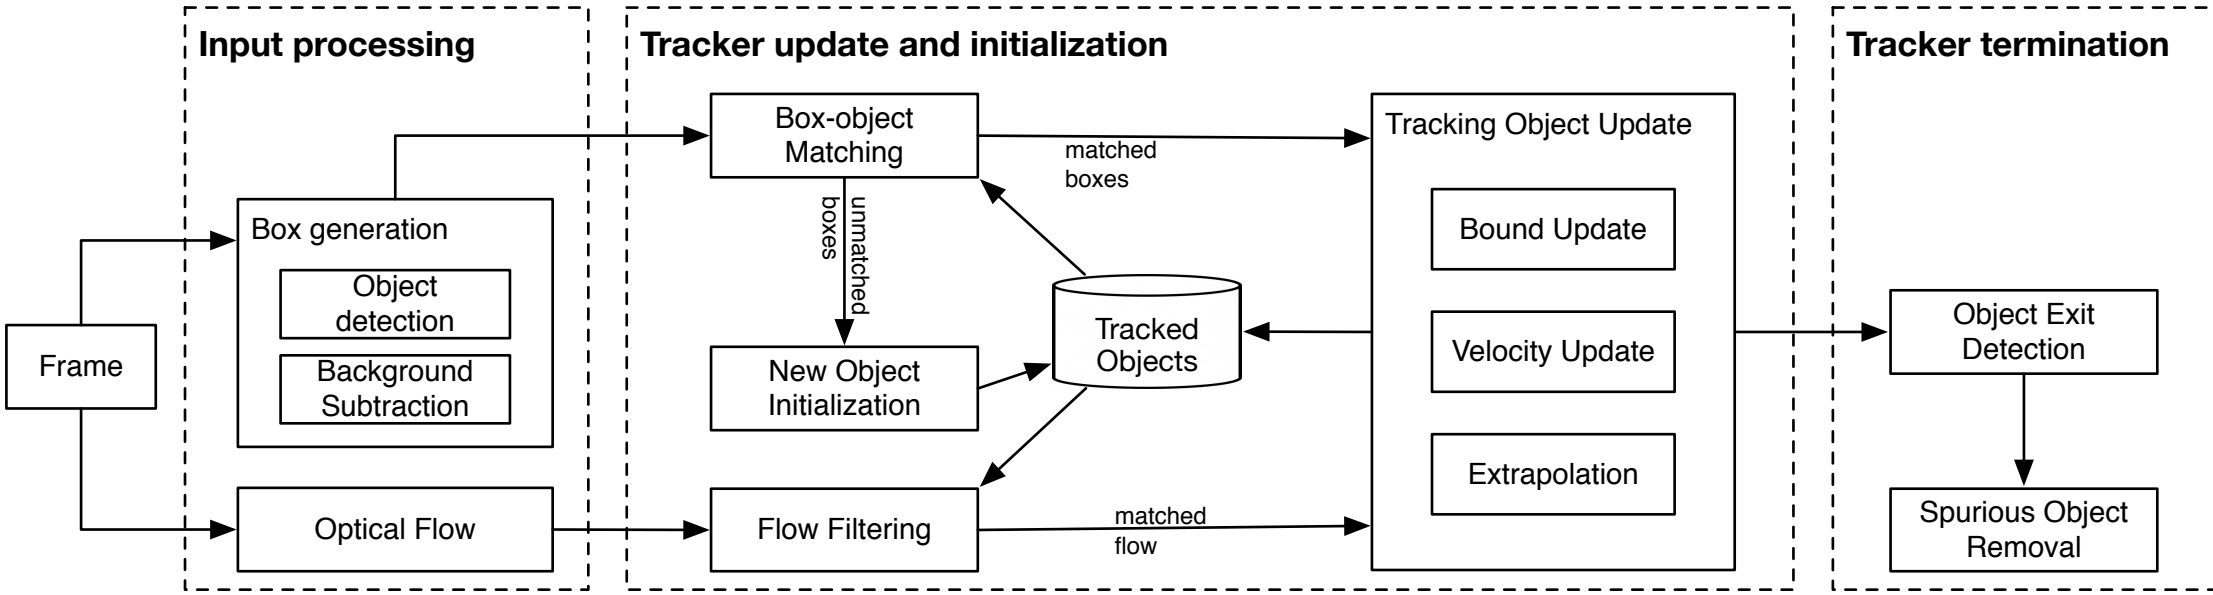 Input processing
Tracker update and initialization
Tracker termination
Frame
Box generation
Object
detection
Background
Subtraction
Optical Flow
Box-object
Matching
matched
boxes
unmatched
boxes
New Object
Initialization
Tracked
Objects
Flow Filtering
matched
flow
Tracking Object Update
Bound Update
Velocity Update
Extrapolation
Object Exit
Detection
Spurious Object
Removal